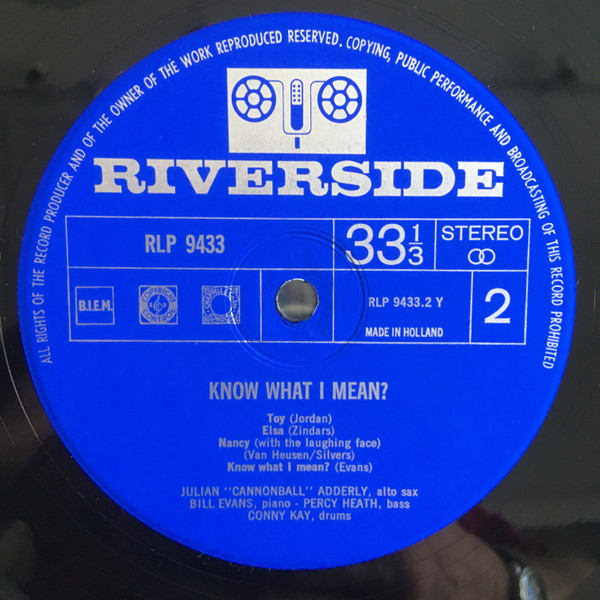 ALL RIGHTS OF THE RECORD PRODUCER AND OF THE OWNER OF THE WORK REPRODUCED RESERVED. COPYING, PUBLIC PERFORMANCE AND BROADCASTING OF THIS RECORD PROHIBITED
RIVERSIDE
RLP 9433
33 1/3
STEREO
B.I.E.M.
RLP 9433.2 Y
MADE IN HOLLAND
2
KNOW WHAT I MEAN?
Toy (Jordan)
Elsa (Zindars)
Nancy (with the laughing face)
(Van Heusen/Silvers)
Know what I mean? (Evans)
JULIAN "CANNONBALL" ADDERLY, alto sax
BILL EVANS, piano - PERCY HEATH, bass
CONNY KAY, drums